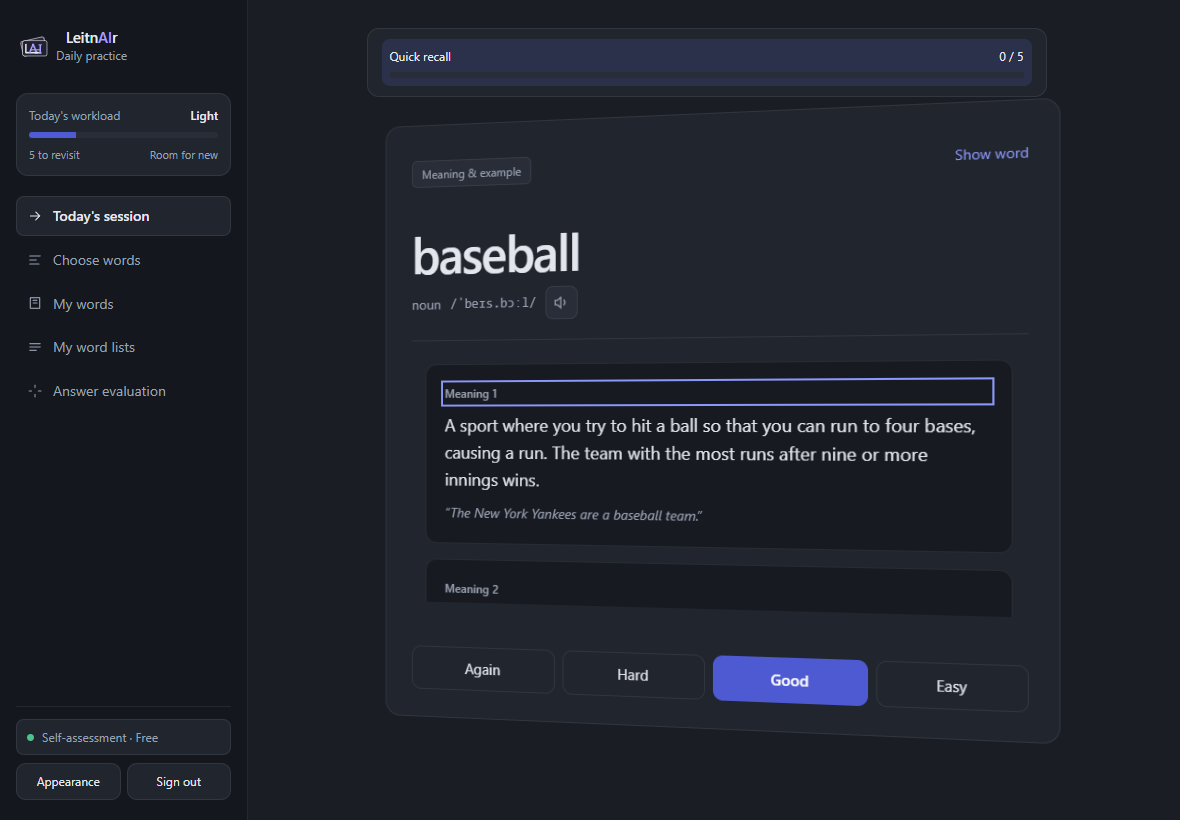 LAI
LeitnAIr
Daily practice
Today's workload
Light
5 to revisit
Room for new
Today's session
Choose words
My words
My word lists
Answer evaluation
Self-assessment · Free
Appearance
Sign out
Quick recall
0 / 5
Meaning & example
Show word
baseball
noun /ˈbeɪs.bɔːl/
Meaning 1
A sport where you try to hit a ball so that you can run to four bases,
causing a run. The team with the most runs after nine or more
innings wins.
“The New York Yankees are a baseball team.”
Meaning 2
Again
Hard
Good
Easy